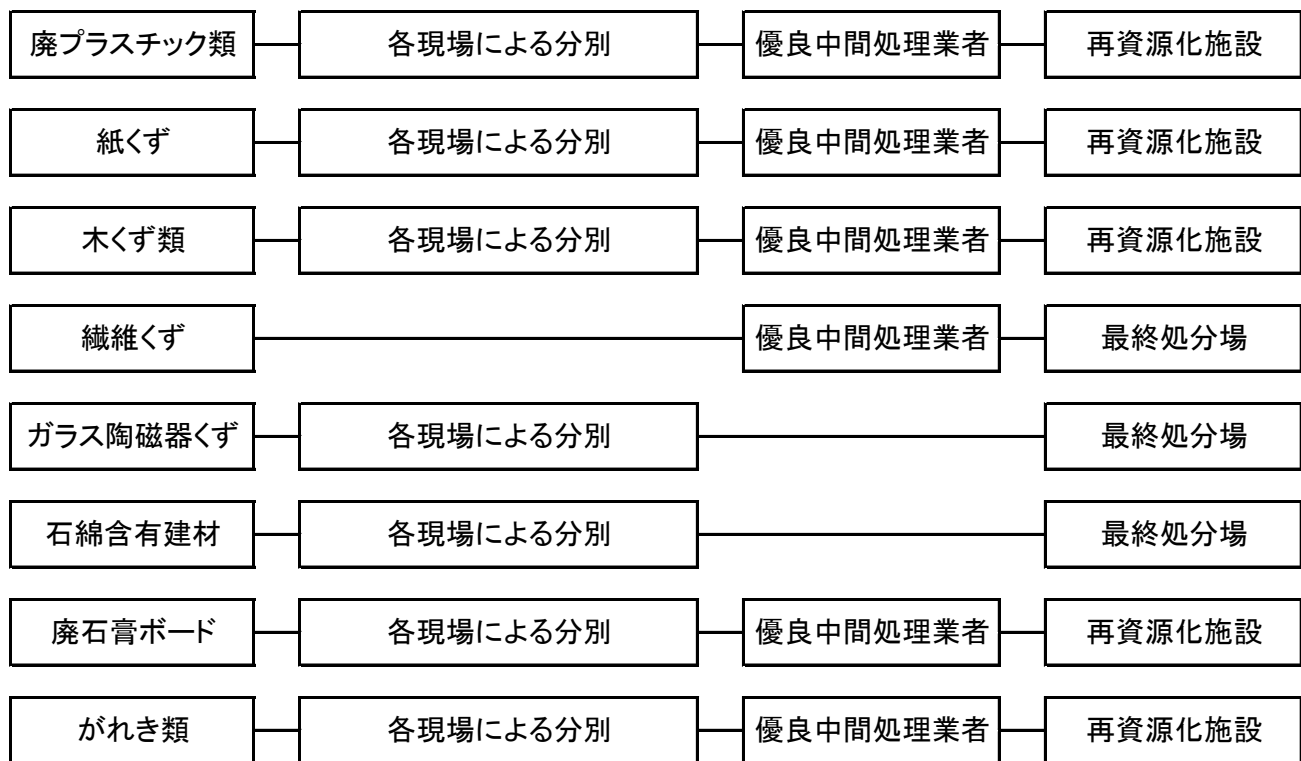 廃プラスチック類 各現場による分別 優良中間処理業者 再資源化施設
紙くず 各現場による分別 優良中間処理業者 再資源化施設
木くず類 各現場による分別 優良中間処理業者 再資源化施設
繊維くず 優良中間処理業者 最終処分場
ガラス陶磁器くず 各現場による分別 最終処分場
石綿含有建材 各現場による分別 最終処分場
廃石膏ボード 各現場による分別 優良中間処理業者 再資源化施設
がれき類 各現場による分別 優良中間処理業者 再資源化施設